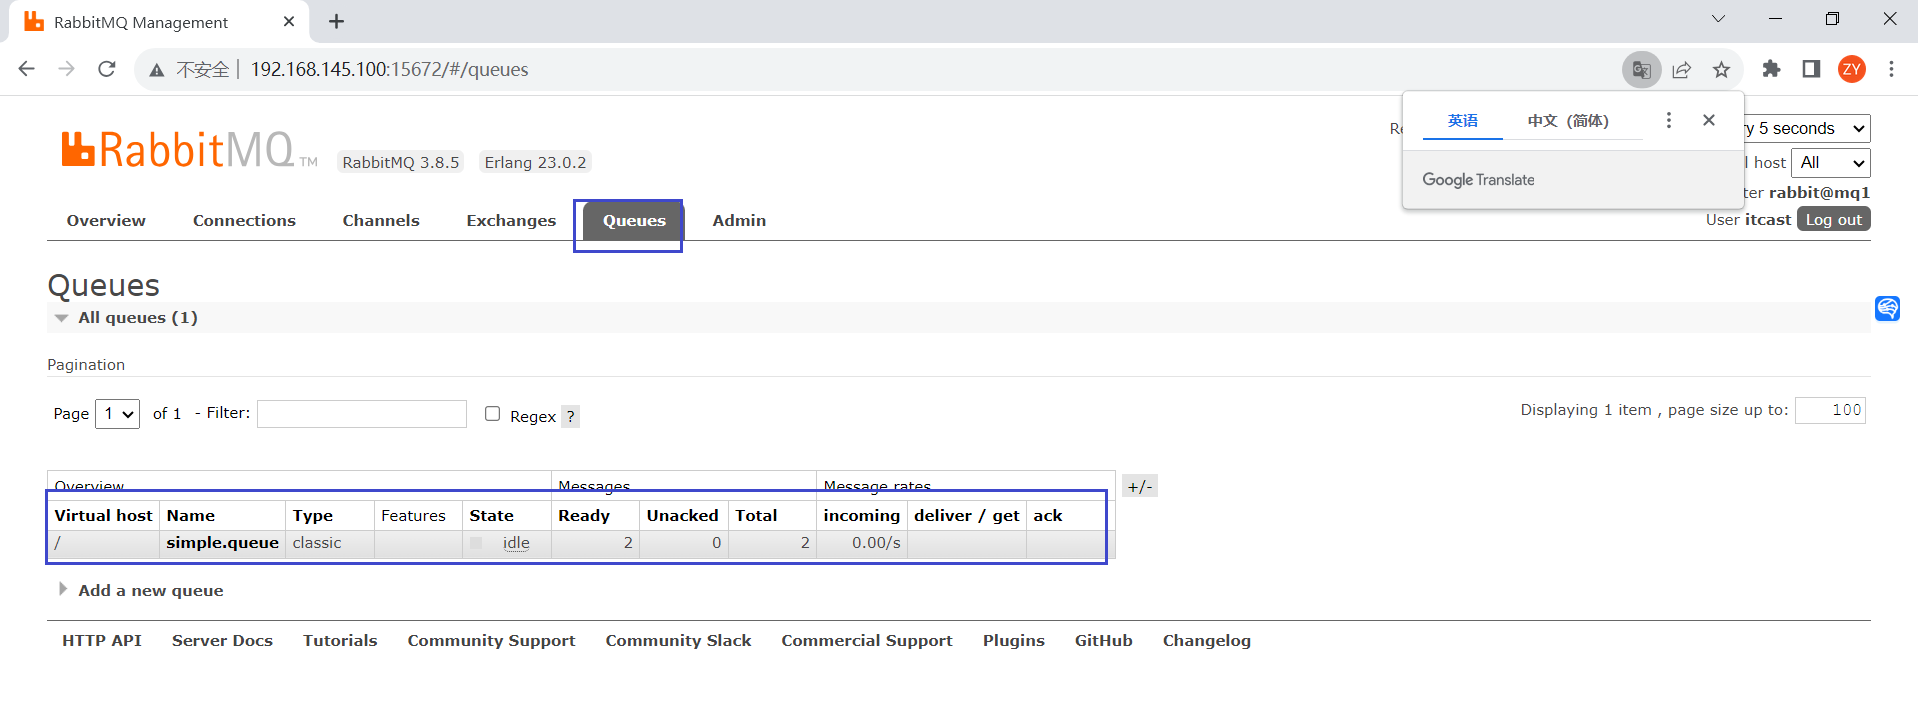 RabbitMQ Management
不安全 192.168.145.100:15672/#/queues
ZY
英语 中文 (简体)
Google Translate
RabbitMQ TM RabbitMQ 3.8.5 Erlang 23.0.2
5 seconds
host All
rabbit@mq1
User itcast Log out
Overview Connections Channels Exchanges Queues Admin
Queues
All queues (1)
Pagination
Page 1 of 1 - Filter: Regex ? Displaying 1 item , page size up to: 100
Overview Messages Message rates +/-
Virtual host Name Type Features State Ready Unacked Total incoming deliver / get ack
/ simple.queue classic idle 2 0 2 0.00/s
Add a new queue
HTTP API Server Docs Tutorials Community Support Community Slack Commercial Support Plugins GitHub Changelog